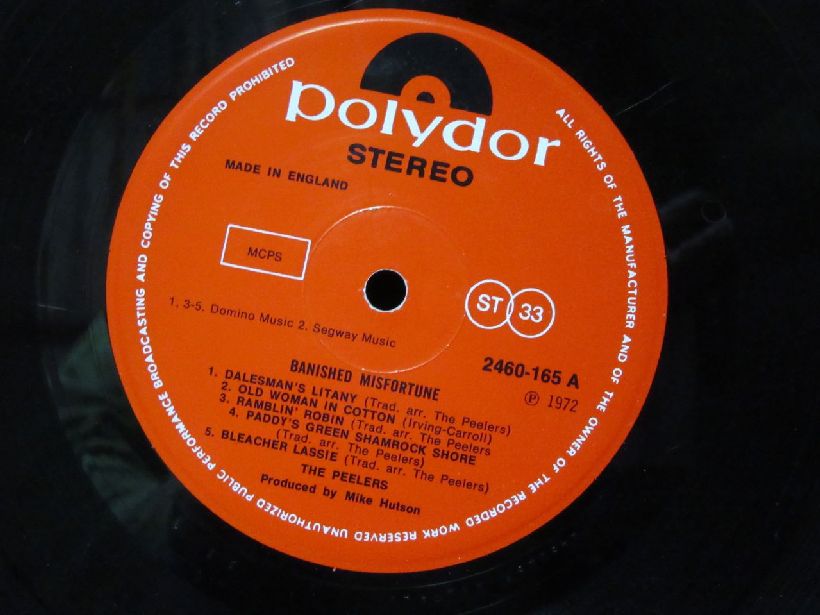 polydor
STEREO
MADE IN ENGLAND
MCPS
ST 33
1. 3-5. Domino Music 2. Segway Music
2460-165 A
Ⓟ 1972
BANISHED MISFORTUNE
1. DALESMAN'S LITANY (Trad. arr. The Peelers)
2. OLD WOMAN IN COTTON (Irving-Carroll)
3. RAMBLIN' ROBIN (Trad. arr. The Peelers
4. PADDY'S GREEN SHAMROCK SHORE
(Trad. arr. The Peelers)
5. BLEACHER LASSIE (Trad. arr. The Peelers)
THE PEELERS
Produced by Mike Hutson
ALL RIGHTS OF THE MANUFACTURER AND OF THE OWNER OF THE RECORDED WORK RESERVED UNAUTHORIZED PUBLIC PERFORMANCE BROADCASTING AND COPYING OF THIS RECORD PROHIBITED